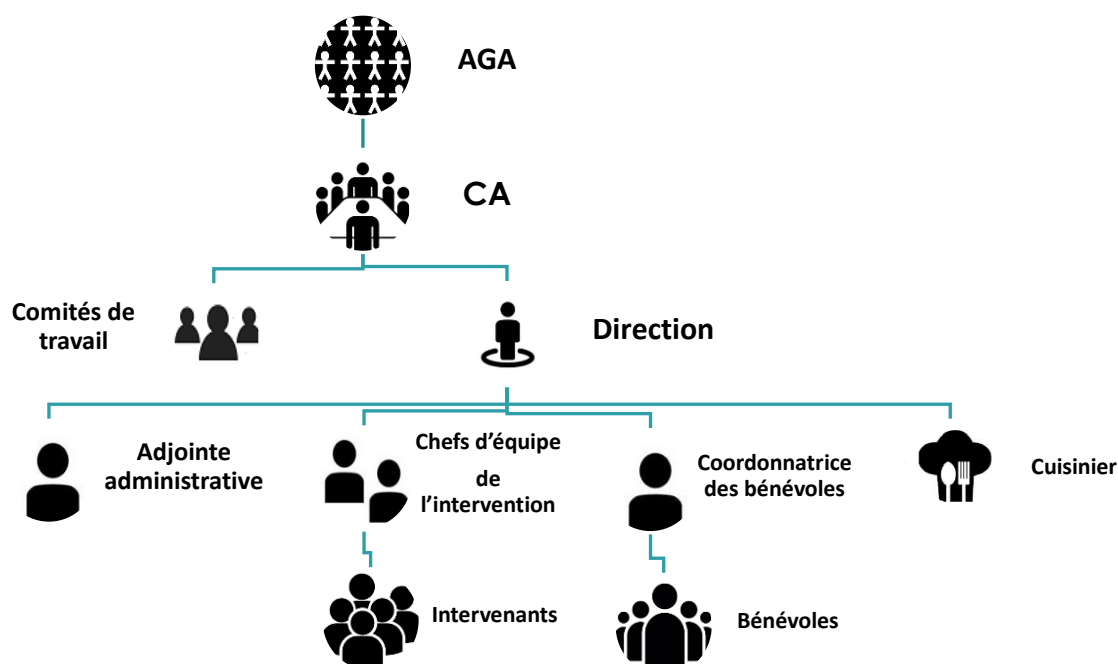 AGA
CA
Comités de
travail
Direction
Adjointe
administrative
Chefs d’équipe
de
l’intervention
Coordonnatrice
des bénévoles
Cuisinier
Intervenants
Bénévoles